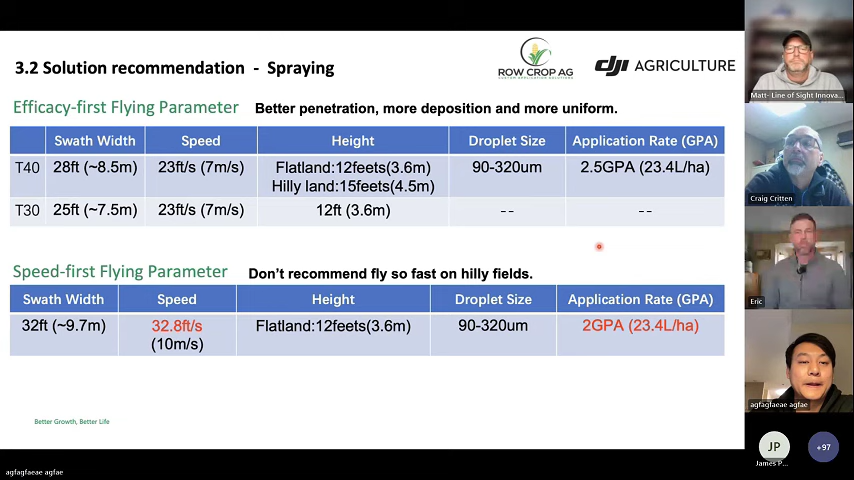 3.2 Solution recommendation - Spraying
ROW CROP AG
dji AGRICULTURE
Efficacy-first Flying Parameter Better penetration, more deposition and more uniform.
Swath Width Speed Height Droplet Size Application Rate (GPA)
T40 28ft (~8.5m) 23ft/s (7m/s) Flatland:12feets(3.6m) 90-320um 2.5GPA (23.4L/ha)
Hilly land:15feets(4.5m)
T30 25ft (~7.5m) 23ft/s (7m/s) 12ft (3.6m) -- --
Speed-first Flying Parameter Don't recommend fly so fast on hilly fields.
Swath Width Speed Height Droplet Size Application Rate (GPA)
32ft (~9.7m) 32.8ft/s Flatland:12feets(3.6m) 90-320um 2GPA (23.4L/ha)
(10m/s)
Better Growth, Better Life
agfagfaeae agfae
Matt- Line of Sight Innova...
Craig Critten
Eric
agfagfaeae agfae
JP
James P...
+97